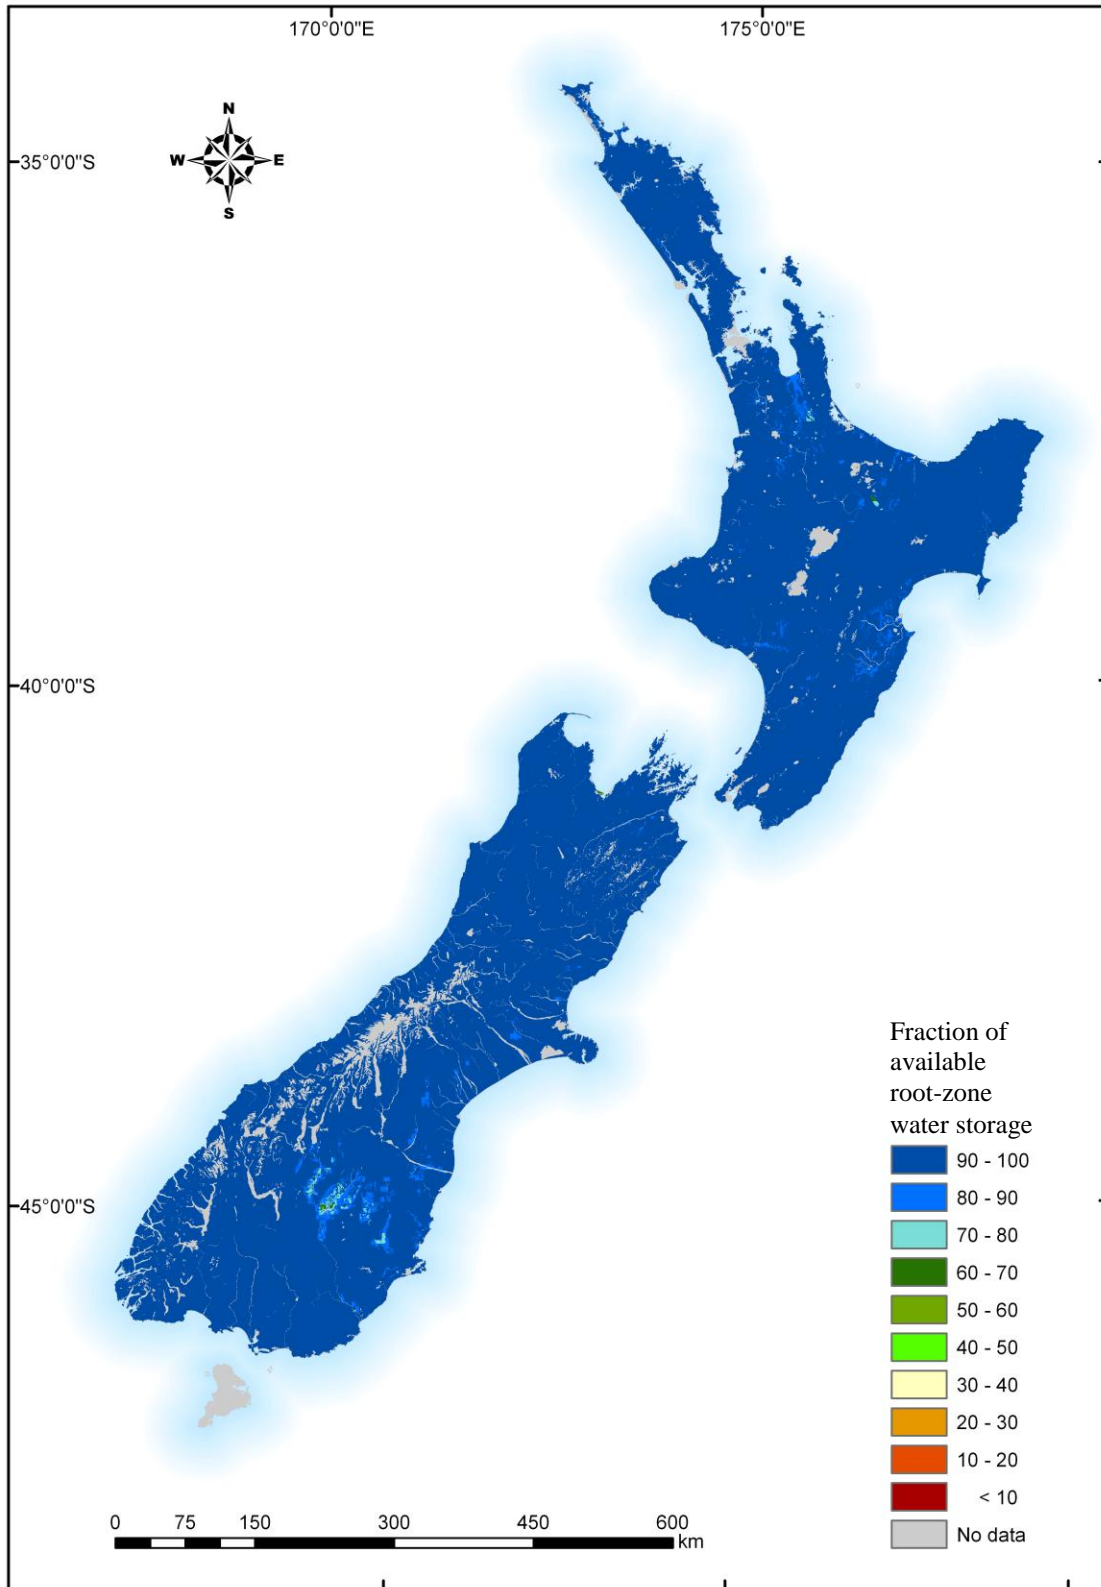 170°0'0"E
175°0'0"E
N
W
E
S
35°0'0"S
40°0'0"S
45°0'0"S
Fraction of
available
root-zone
water storage
90 - 100
80 - 90
70 - 80
60 - 70
50 - 60
40 - 50
30 - 40
20 - 30
10 - 20
< 10
No data
0 75 150 300 450 600
km